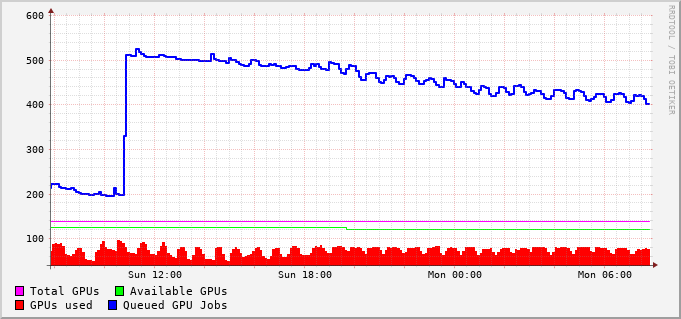 600
500
400
300
200
100
Sun 12:00 Sun 18:00 Mon 00:00 Mon 06:00
Total GPUs Available GPUs
GPUs used Queued GPU Jobs
RRDTOOL / TOBI OETIKER